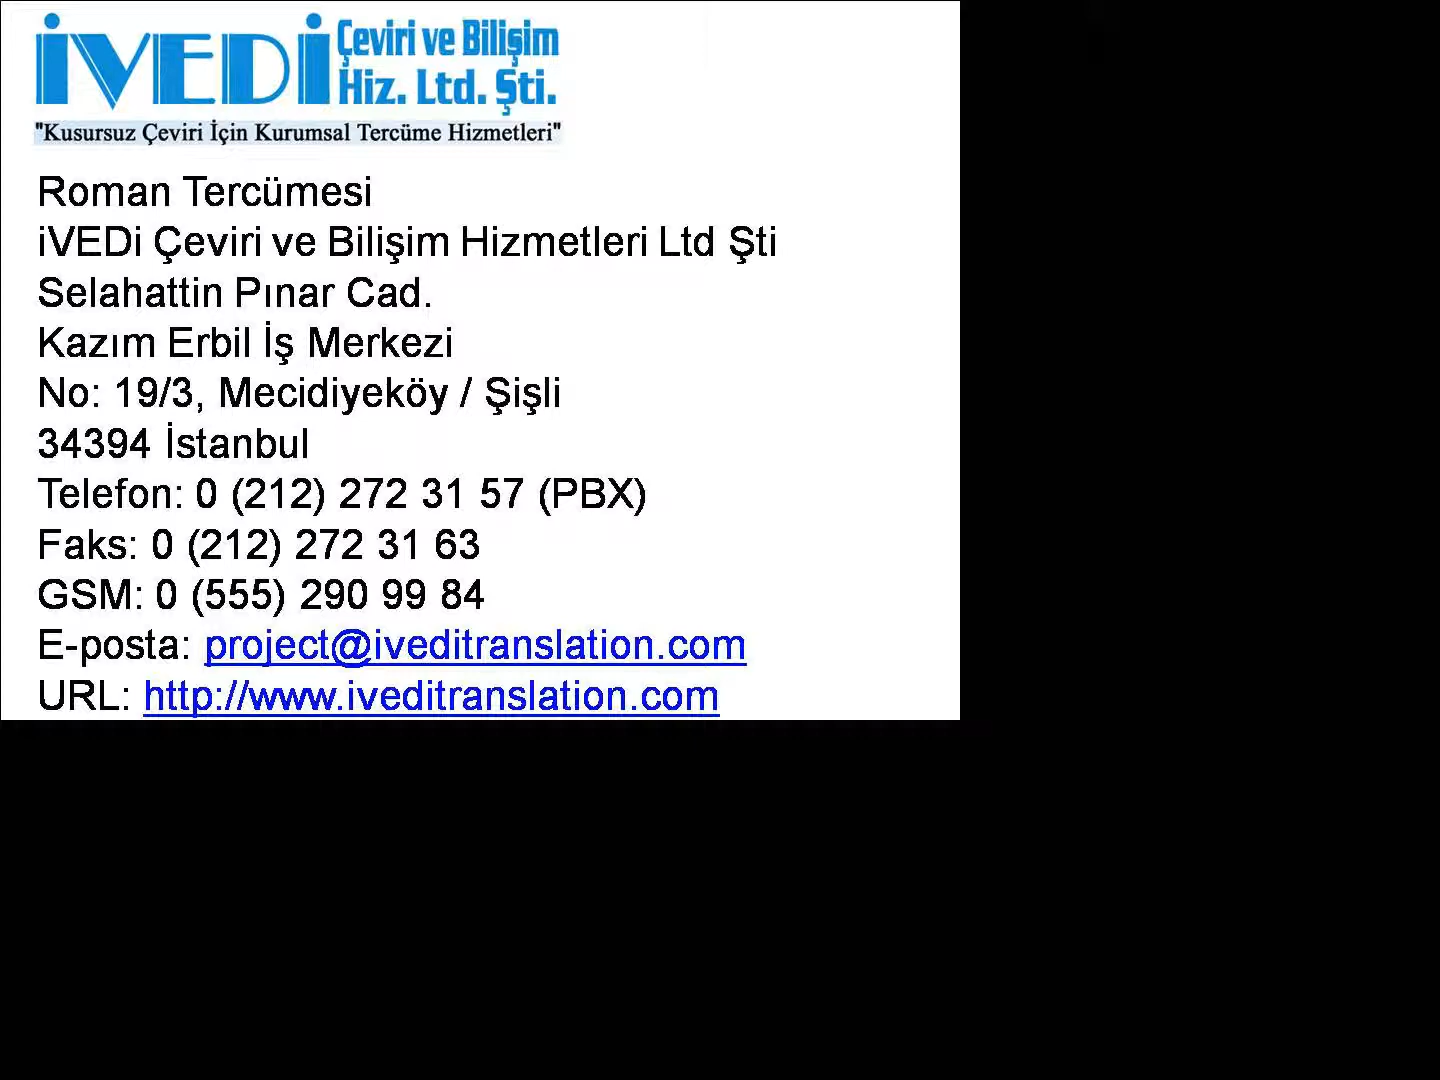 İVEDİ Çeviri ve Bilişim
Hiz. Ltd. Şti.
"Kusursuz Çeviri İçin Kurumsal Tercüme Hizmetleri"
Roman Tercümesi
iVEDi Çeviri ve Bilişim Hizmetleri Ltd Şti
Selahattin Pınar Cad.
Kazım Erbil İş Merkezi
No: 19/3, Mecidiyeköy / Şişli
34394 İstanbul
Telefon: 0 (212) 272 31 57 (PBX)
Faks: 0 (212) 272 31 63
GSM: 0 (555) 290 99 84
E-posta: project@iveditranslation.com
URL: http://www.iveditranslation.com